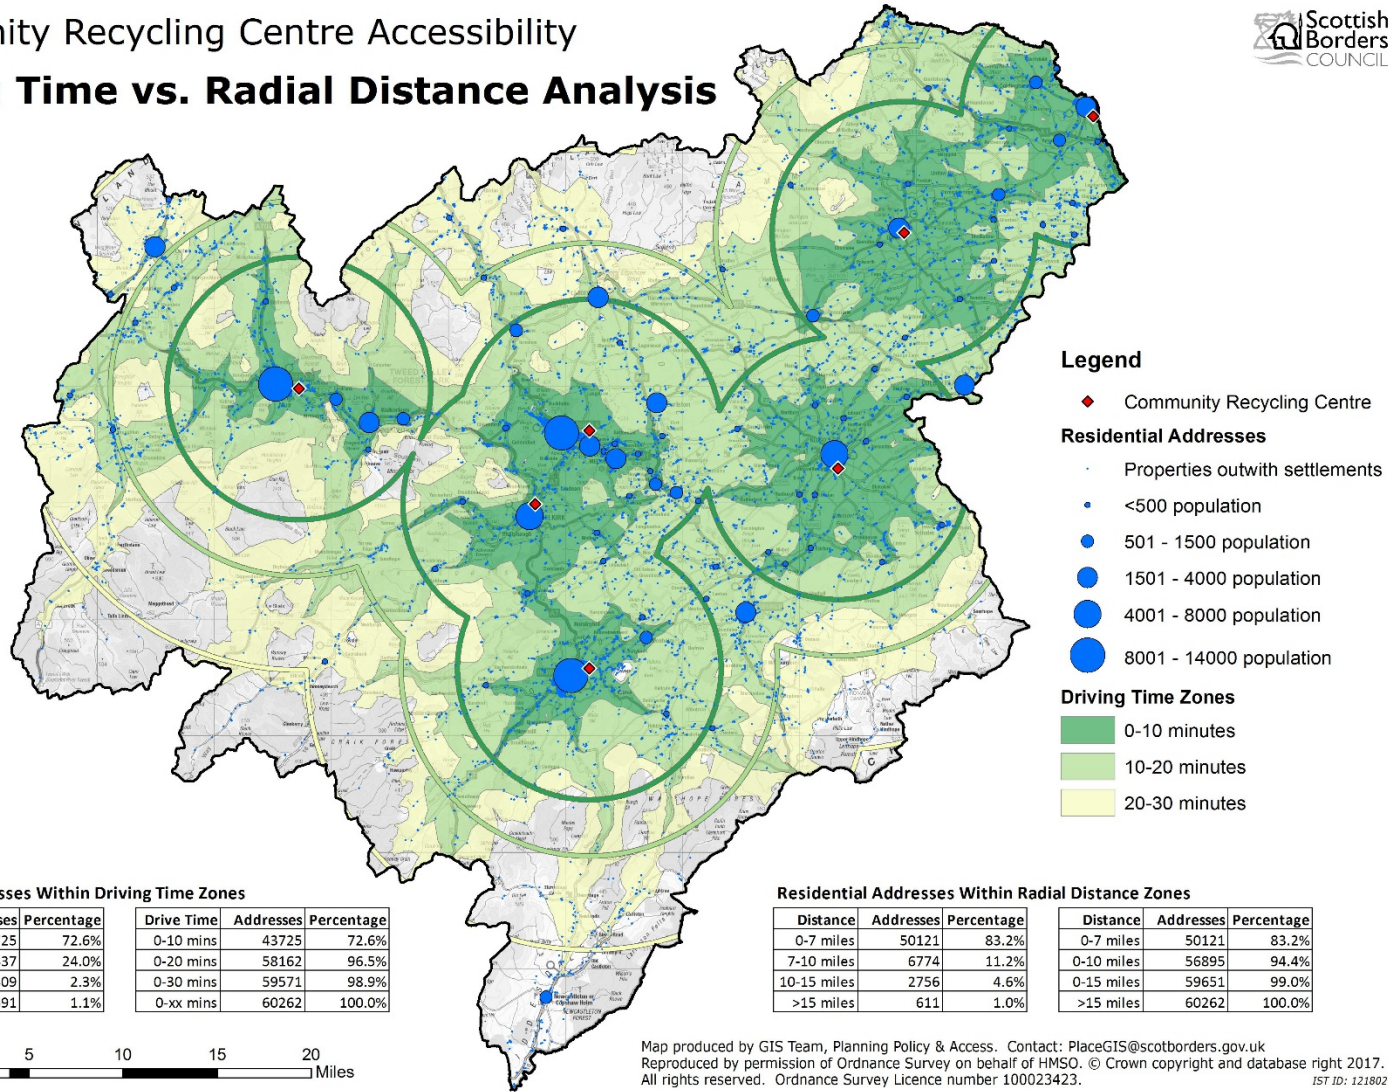 nity Recycling Centre Accessibility
Time vs. Radial Distance Analysis
Scottish
Borders
COUNCIL
Legend
Community Recycling Centre
Residential Addresses
Properties outwith settlements
<500 population
501 - 1500 population
1501 - 4000 population
4001 - 8000 population
8001 - 14000 population
Driving Time Zones
0-10 minutes
10-20 minutes
20-30 minutes
sses Within Driving Time Zones
ses Percentage
25 72.6%
37 24.0%
09 2.3%
91 1.1%
Drive Time Addresses Percentage
0-10 mins 43725 72.6%
0-20 mins 58162 96.5%
0-30 mins 59571 98.9%
0-xx mins 60262 100.0%
Residential Addresses Within Radial Distance Zones
Distance Addresses Percentage
0-7 miles 50121 83.2%
7-10 miles 6774 11.2%
10-15 miles 2756 4.6%
>15 miles 611 1.0%
Distance Addresses Percentage
0-7 miles 50121 83.2%
0-10 miles 56895 94.4%
0-15 miles 59651 99.0%
>15 miles 60262 100.0%
5 10 15 20
Miles
Map produced by GIS Team, Planning Policy & Access. Contact: PlaceGIS@scotborders.gov.uk
Reproduced by permission of Ordnance Survey on behalf of HMSO. © Crown copyright and database right 2017.
All rights reserved. Ordnance Survey Licence number 100023423.
IST ID: 121802